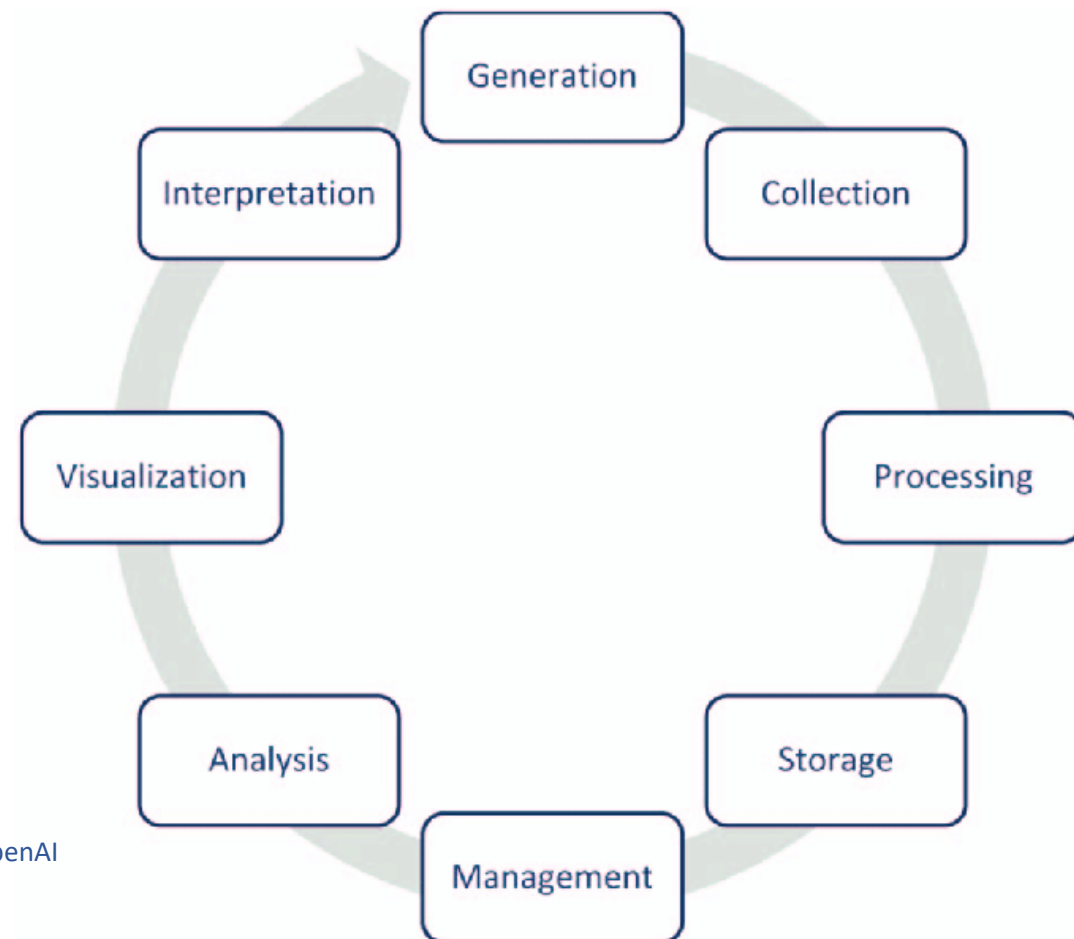 Generation
Collection
Processing
Storage
Management
Analysis
Visualization
Interpretation